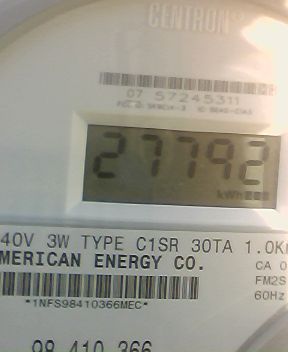 CENTRON®
07 57245311
27792
kWh
40V 3W TYPE C1SR 30TA 1.0K
MERICAN ENERGY CO.
CA 0
FM2S
60Hz
*1NFS98410366MEC*
98 410 366